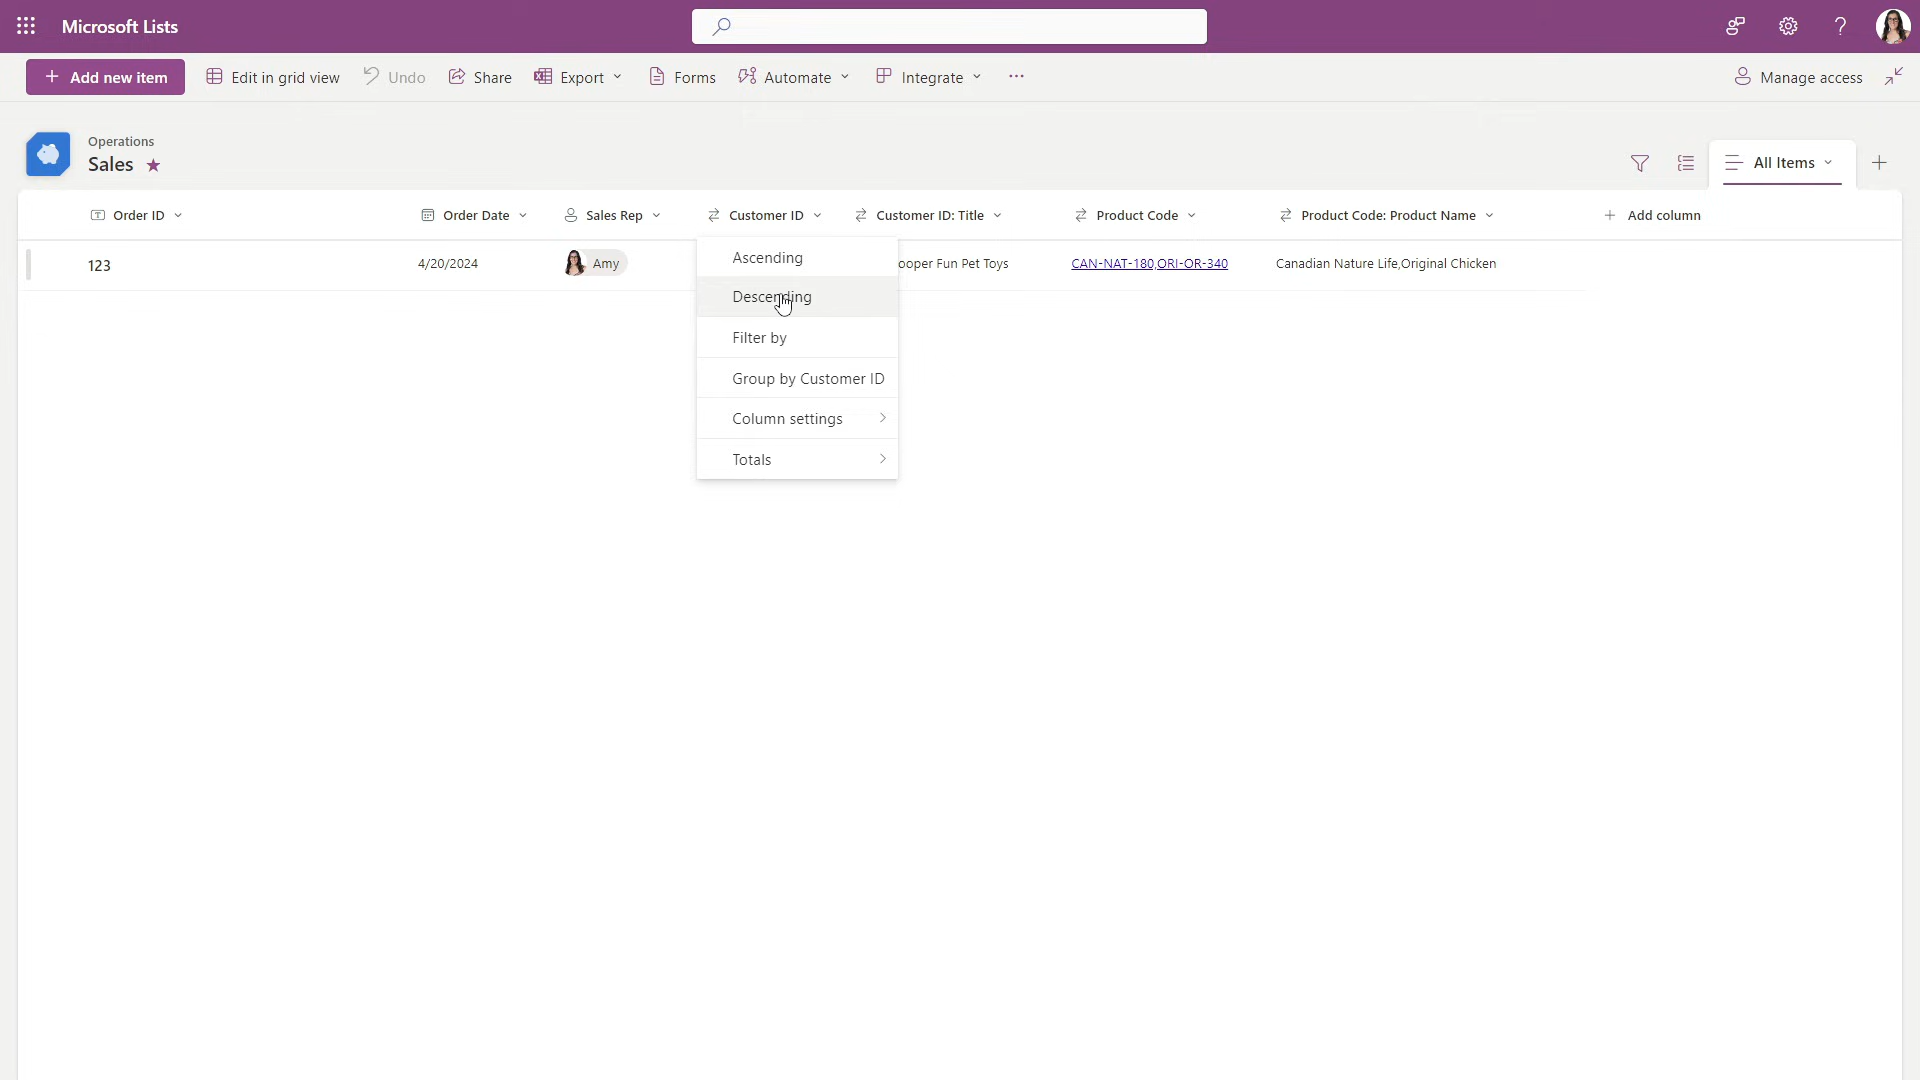 Microsoft Lists
Add new item
Edit in grid view
Undo
Share
Export
Forms
Automate
Integrate
Manage access
Operations
Sales
All Items
Order ID
Order Date
Sales Rep
Customer ID
Customer ID: Title
Product Code
Product Code: Product Name
Add column
123
4/20/2024
Amy
ooper Fun Pet Toys
CAN-NAT-180,ORI-OR-340
Canadian Nature Life,Original Chicken
Ascending
Descending
Filter by
Group by Customer ID
Column settings
Totals